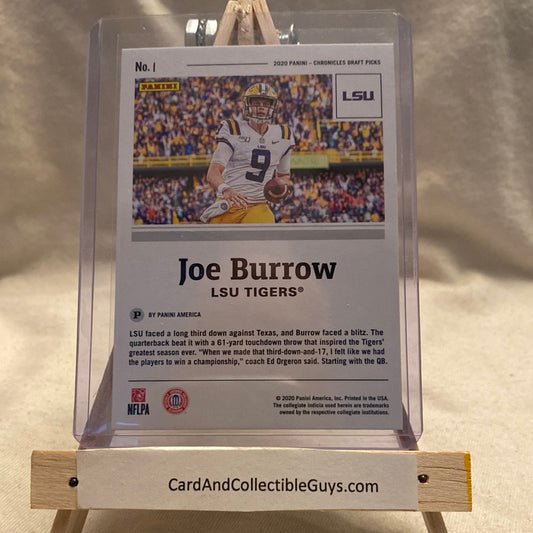 No. 1
2020 PANINI – CHRONICLES DRAFT PICKS
PANINI
LSU
LSU
9
Joe Burrow
LSU TIGERS®
P BY PANINI AMERICA
LSU faced a long third down against Texas, and Burrow faced a blitz. The
quarterback beat it with a 61-yard touchdown throw that inspired the Tigers'
greatest season ever. "When we made that third-down-and-17, I felt like we had
the players to win a championship," coach Ed Orgeron said. Starting with the QB.
NFLPA
© 2020 Panini America, Inc. Printed in the USA.
The collegiate indicia used herein are trademarks
owned by the respective collegiate institutions.
CardAndCollectibleGuys.com